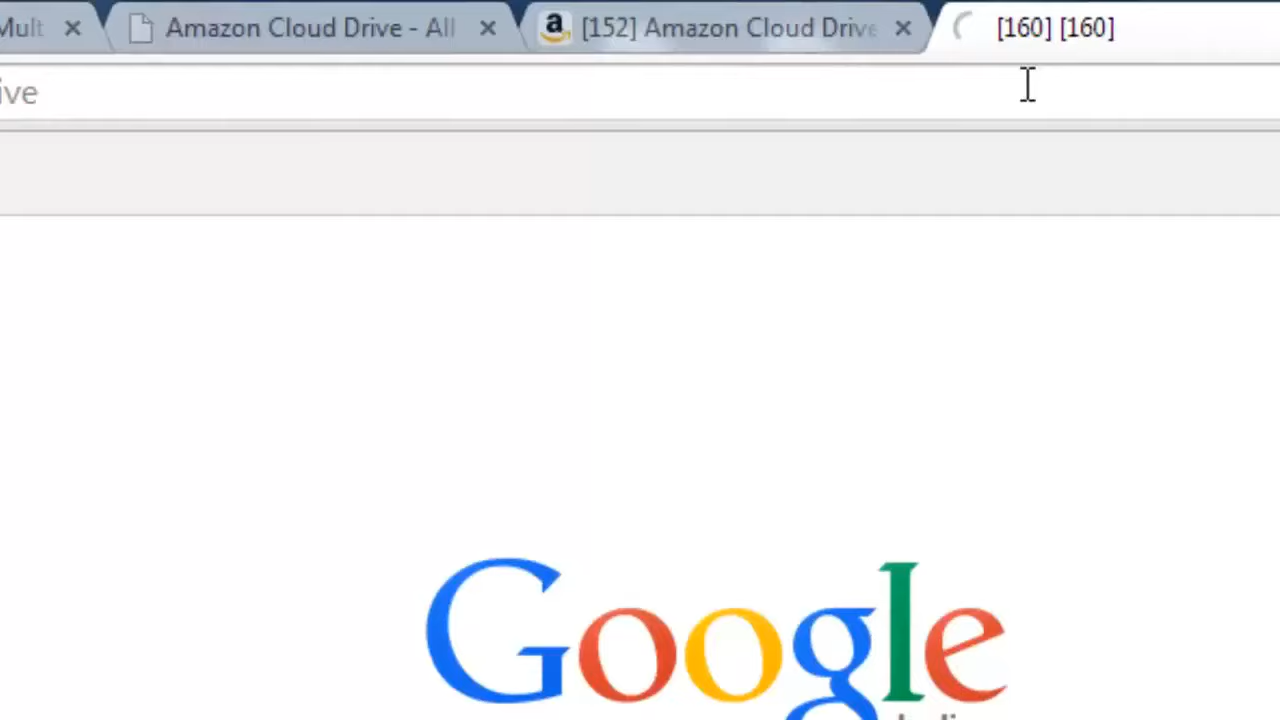 Mult
Amazon Cloud Drive - All
a
[152] Amazon Cloud Drive
[160] [160]
ive
Google